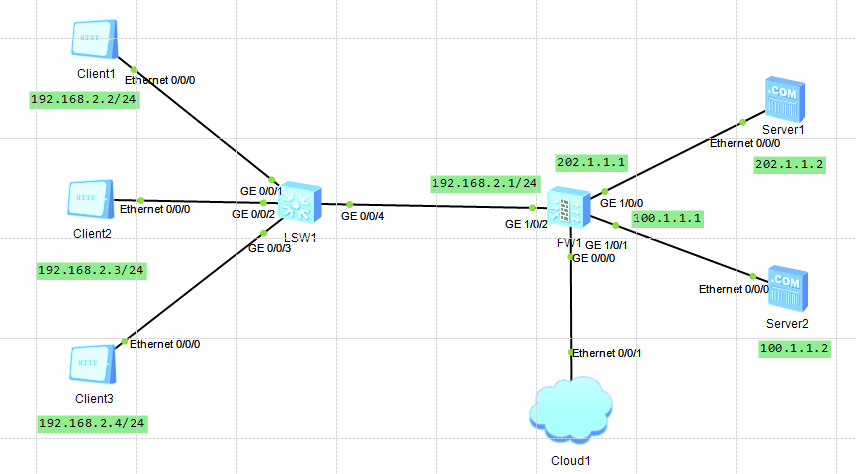 HTTP
Client1
Ethernet 0/0/0
192.168.2.2/24
HTTP
Client2
Ethernet 0/0/0
192.168.2.3/24
HTTP
Client3
Ethernet 0/0/0
192.168.2.4/24
GE 0/0/1
GE 0/0/2
GE 0/0/3
LSW1
GE 0/0/4
192.168.2.1/24
GE 1/0/2
FW1
202.1.1.1
GE 1/0/0
100.1.1.1
GE 1/0/1
GE 0/0/0
.COM
Server1
Ethernet 0/0/0
202.1.1.2
.COM
Ethernet 0/0/0
Server2
100.1.1.2
Ethernet 0/0/1
Cloud1